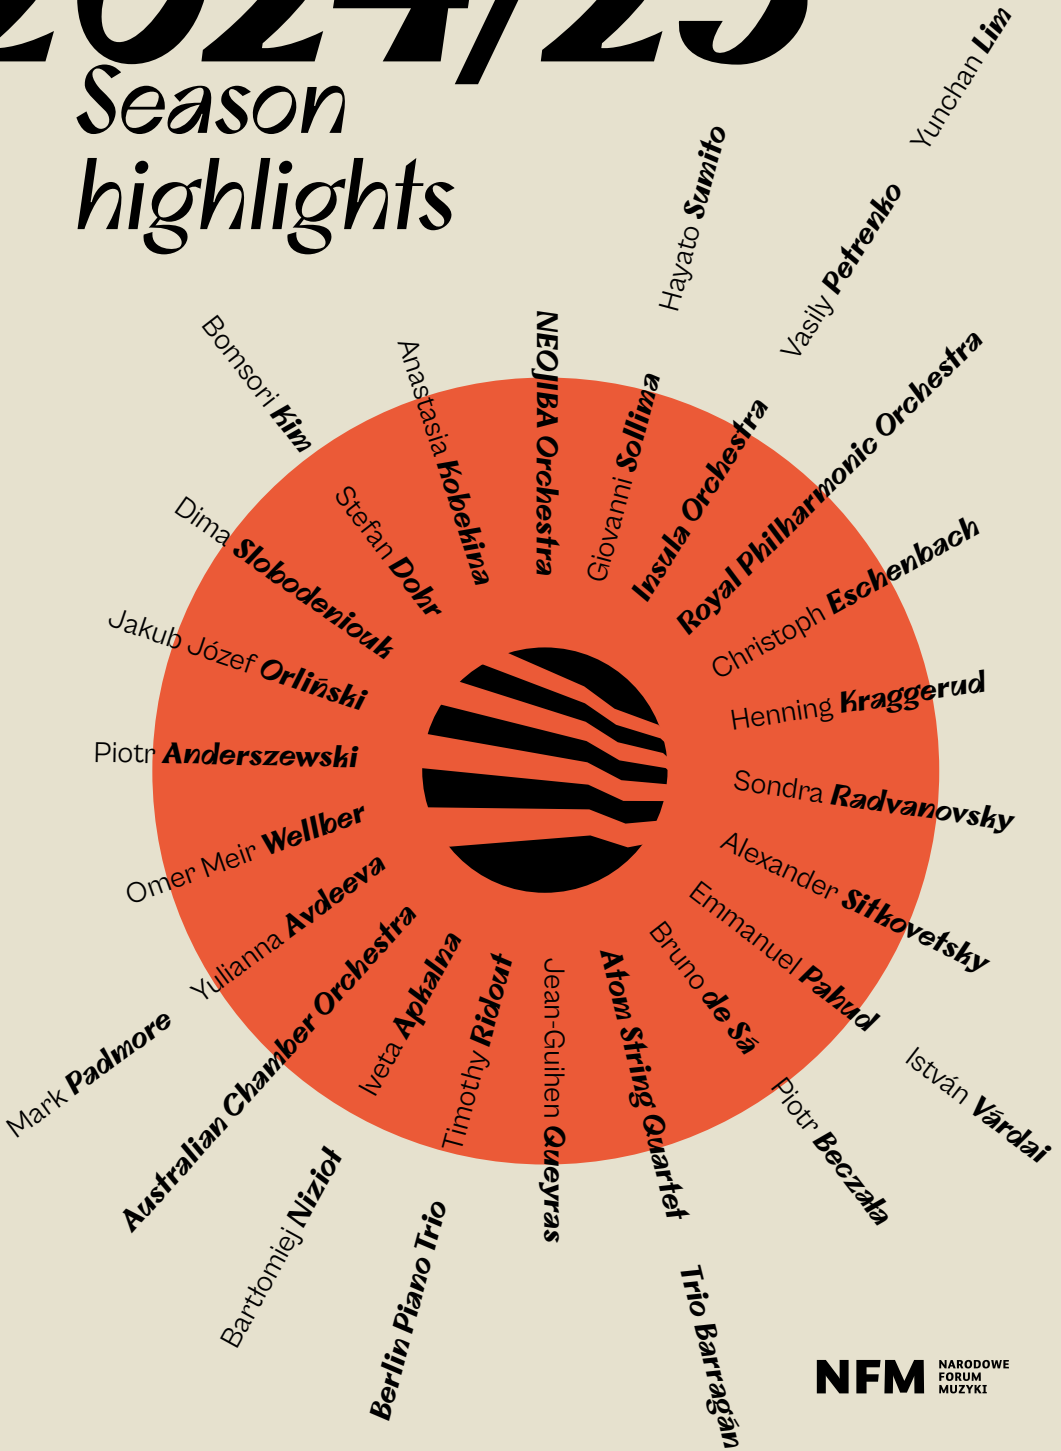 2024/25
Season
highlights
NEOJIBA Orchestra
Giovanni Sollima
Hayato Sumito
Insula Orchestra
Vasily Petrenko
Yunchan Lim
Royal Philharmonic Orchestra
Christoph Eschenbach
Henning Kraggerud
Sondra Radvanovsky
Alexander Sitkovetsky
Emmanuel Pahud
István Várdai
Bruno de Sá
Piotr Beczała
Atom String Quartet
Trio Barragán
Jean-Guihen Queyras
Timothy Ridout
Berlin Piano Trio
Iveta Apkalna
Bartłomiej Nizioł
Australian Chamber Orchestra
Yulianna Avdeeva
Mark Padmore
Omer Meir Wellber
Piotr Anderszewski
Jakub Józef Orliński
Dima Slobodeniouk
Stefan Dohr
Bomsori Kim
Anastasia Kobekina
NFM
NARODOWE
FORUM
MUZYKI